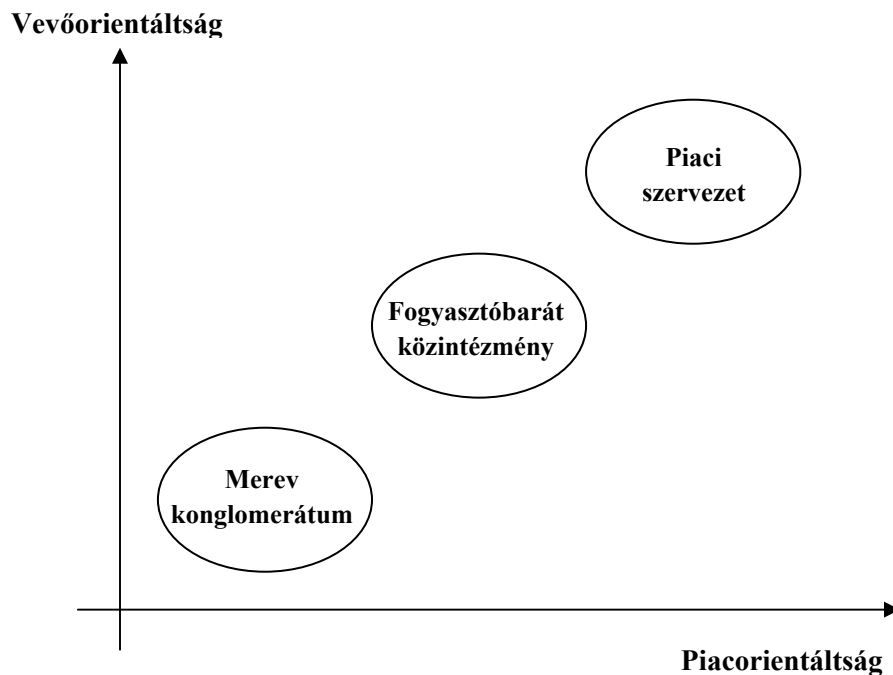 Vevőorientáltság
Piaci
szervezet
Fogyasztóbarát
közintézmény
Merev
konglomerátum
Piacorientáltság